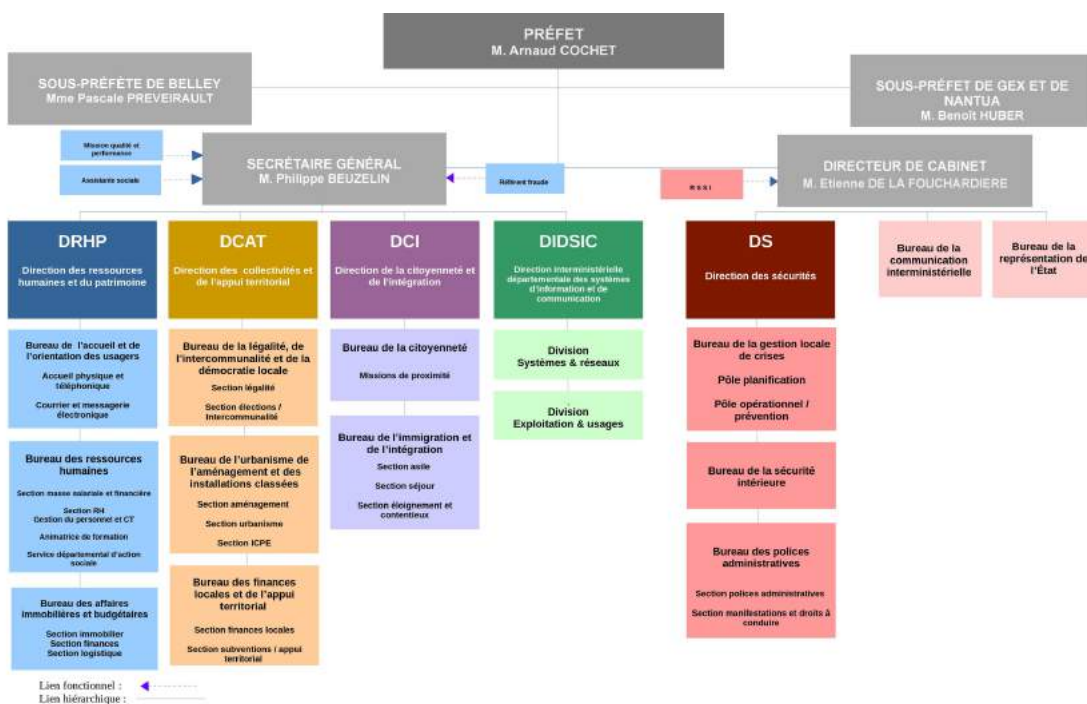 PRÉFET
M. Arnaud COCHET
SOUS-PRÉFÈTE DE BELLEY
Mme Pascale PREVEIRAULT
SOUS-PRÉFET DE GEX ET DE
NANTUA
M. Benoît HUBER
Mission qualité et
performance
Assistante sociale
SECRÉTAIRE GÉNÉRAL
M. Philippe BEUZELIN
Référent fraude
R S S I
DIRECTEUR DE CABINET
M. Etienne DE LA FOUCHARDIERE
DRHP
Direction des ressources
humaines et du patrimoine
DCAT
Direction des collectivités et
de l'appui territorial
DCI
Direction de la citoyenneté et
de l'intégration
DIDSIC
Direction interministérielle
départementale des systèmes
d'information et de
communication
DS
Direction des sécurités
Bureau de la
communication
interministérielle
Bureau de la
représentation de
l'État
Bureau de l'accueil et de
l'orientation des usagers
Accueil physique et
téléphonique
Courrier et messagerie
électronique
Bureau des ressources
humaines
Section masse salariale et financière
Section RH
Gestion du personnel et CT
Animatrice de formation
Service départemental d'action
sociale
Bureau des affaires
immobilières et budgétaires
Section immobilier
Section finances
Section logistique
Bureau de la légalité, de
l'intercommunalité et de la
démocratie locale
Section légalité
Section élections /
Intercommunalité
Bureau de l'urbanisme de
l'aménagement et des
installations classées
Section aménagement
Section urbanisme
Section ICPE
Bureau des finances
locales et de l'appui
territorial
Section finances locales
Section subventions / appui
territorial
Bureau de la citoyenneté
Missions de proximité
Bureau de l'immigration et
de l'intégration
Section asile
Section séjour
Section éloignement et
contentieux
Division
Systèmes & réseaux
Division
Exploitation & usages
Bureau de la gestion locale
de crises
Pôle planification
Pôle opérationnel /
prévention
Bureau de la sécurité
intérieure
Bureau des polices
administratives
Section polices administratives
Section manifestations et droits à
conduire
Lien fonctionnel :
Lien hiérarchique :